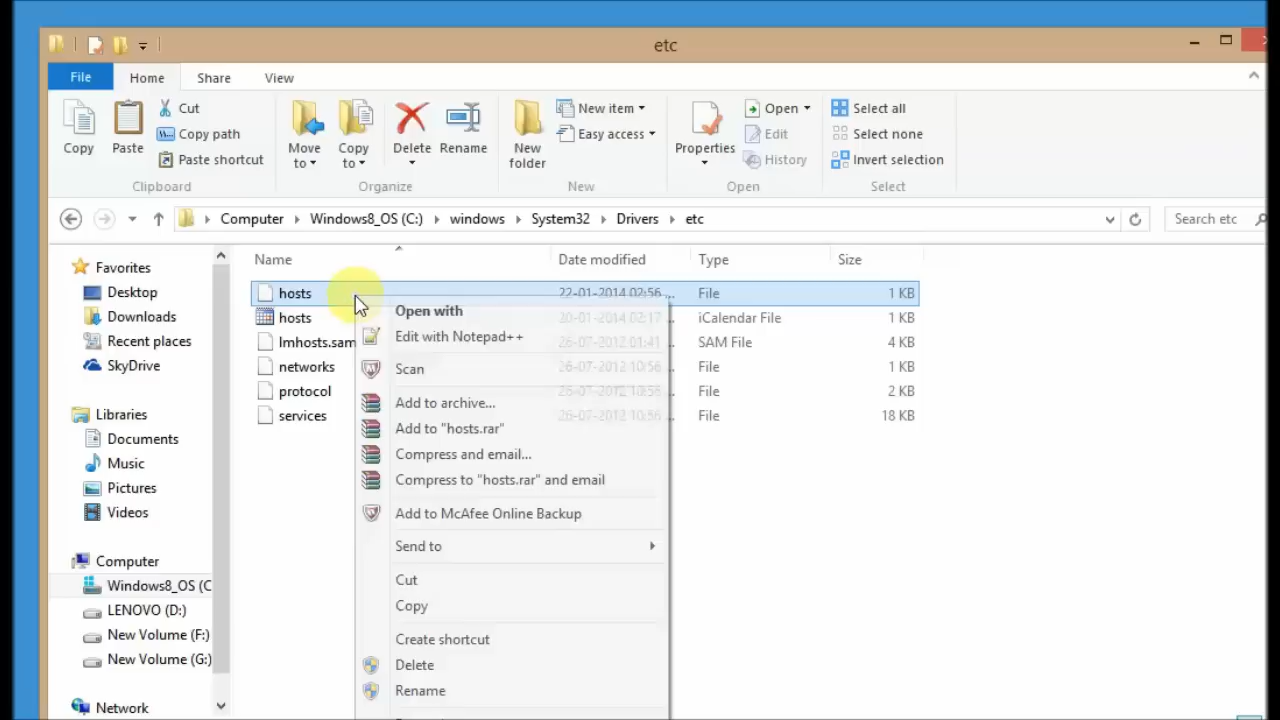 etc
File Home Share View
Copy
Paste
Cut
Copy path
Paste shortcut
Clipboard
Move to
Copy to
Delete
Rename
Organize
New folder
New item
Easy access
New
Properties
Open
Edit
History
Open
Select all
Select none
Invert selection
Select
Computer Windows8_OS (C:) windows System32 Drivers etc
Search etc
Favorites
Desktop
Downloads
Recent places
SkyDrive
Libraries
Documents
Music
Pictures
Videos
Computer
Windows8_OS (C
LENOVO (D:)
New Volume (F:)
New Volume (G:)
Network
Name Date modified Type Size
hosts 22-01-2014 02:56 ... File 1 KB
hosts 20-01-2014 02:17 ... iCalendar File 1 KB
lmhosts.sam 26-07-2012 01:41 ... SAM File 4 KB
networks 26-07-2012 10:56 ... File 1 KB
protocol 26-07-2012 10:56 ... File 2 KB
services 26-07-2012 10:56 ... File 18 KB
Open with
Edit with Notepad++
Scan
Add to archive...
Add to "hosts.rar"
Compress and email...
Compress to "hosts.rar" and email
Add to McAfee Online Backup
Send to
Cut
Copy
Create shortcut
Delete
Rename